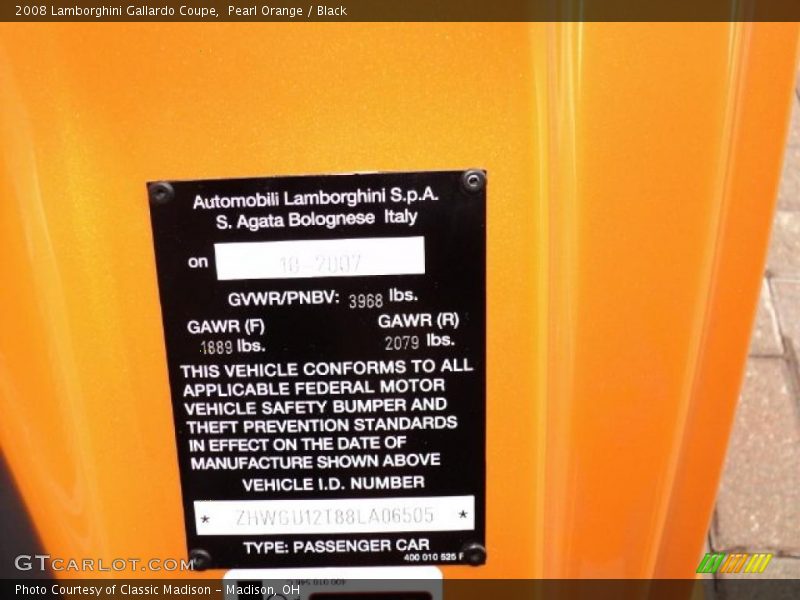 2008 Lamborghini Gallardo Coupe,  Pearl Orange / Black
Automobili Lamborghini S.p.A.
S. Agata Bolognese Italy
on 10 2007
GVWR/PNBV: 3968 lbs.
GAWR (F) GAWR (R)
1889 lbs. 2079 lbs.
THIS VEHICLE CONFORMS TO ALL
APPLICABLE FEDERAL MOTOR
VEHICLE SAFETY BUMPER AND
THEFT PREVENTION STANDARDS
IN EFFECT ON THE DATE OF
MANUFACTURE SHOWN ABOVE
VEHICLE I.D. NUMBER
* ZHWGU12T88LA06505 *
TYPE: PASSENGER CAR
400 010 525 F
GTCARLOT.COM
Photo Courtesy of Classic Madison - Madison, OH